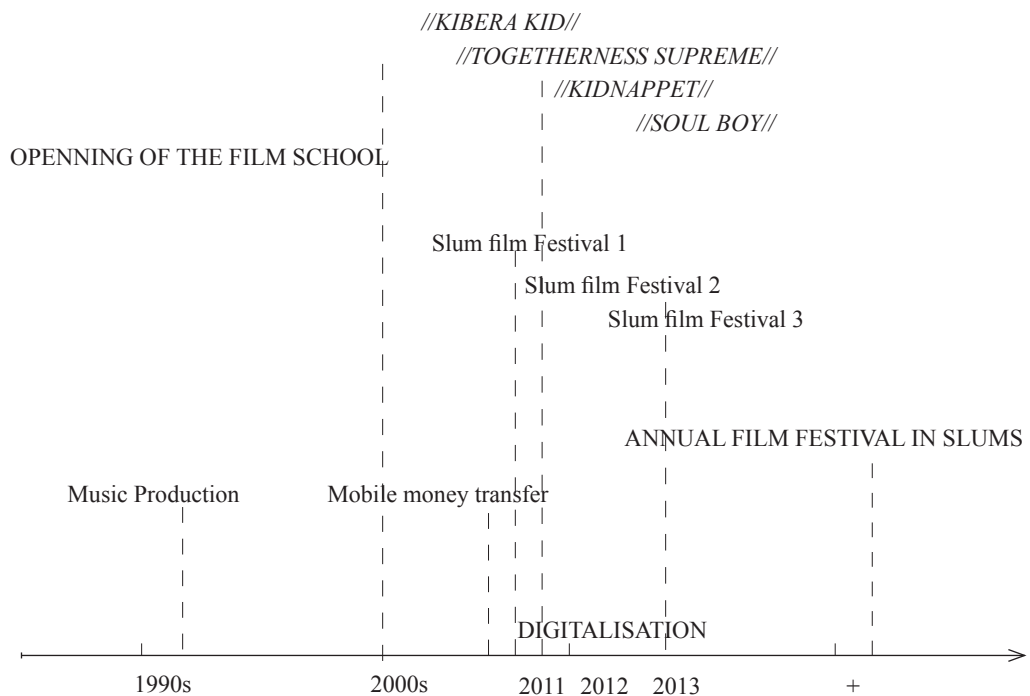 //KIBERA KID//
//TOGETHERNESS SUPREME//
//KIDNAPPET//
//SOUL BOY//
OPENNING OF THE FILM SCHOOL
Slum film Festival 1
Slum film Festival 2
Slum film Festival 3
ANNUAL FILM FESTIVAL IN SLUMS
Music Production
Mobile money transfer
DIGITALISATION
1990s
2000s
2011
2012
2013
+